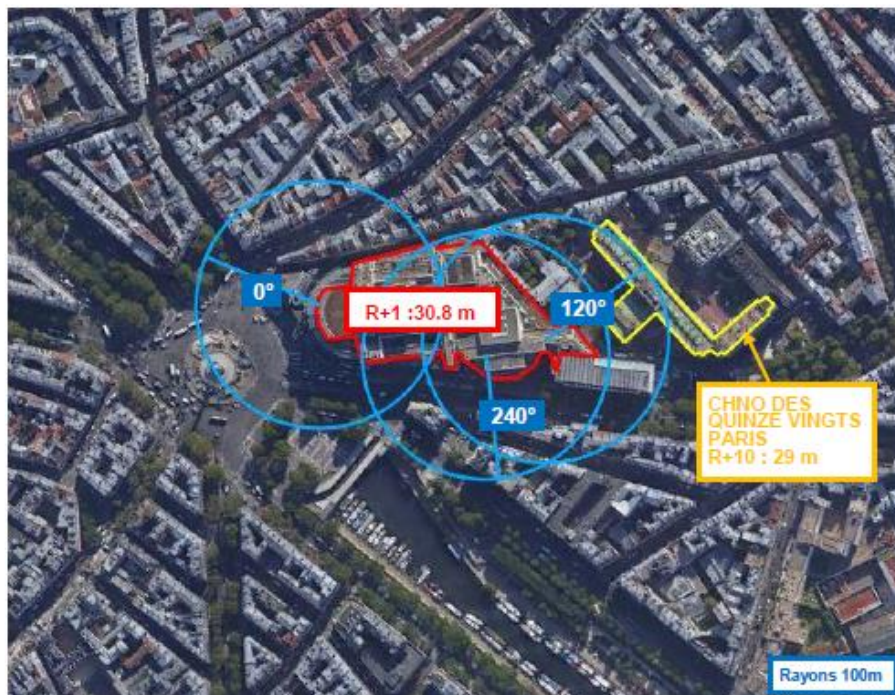 0°
R+1 :30.8 m
120°
240°
CHNO DES
QUINZE VINGTS
PARIS
R+10 : 29 m
Rayons 100m